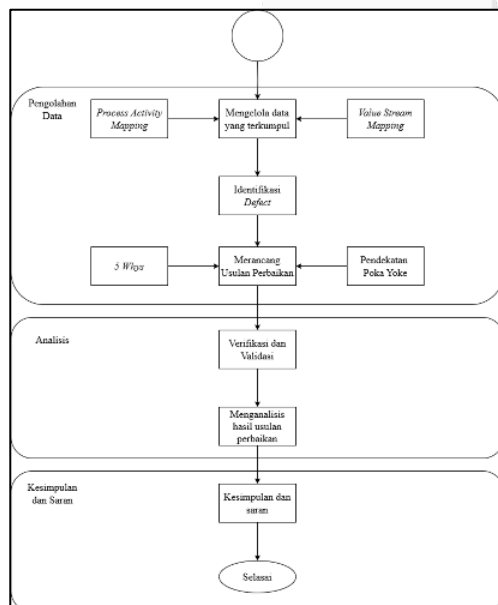 Pengolahan
Data
Process Activity
Mapping
Mengelola data
yang terkumpul
Value Stream
Mapping
Identifikasi
Defect
5 Whys
Merancang
Usulan Perbaikan
Pendekatan
Poka Yoke
Analisis
Verifikasi dan
Validasi
Menganalisis
hasil usulan
perbaikan
Kesimpulan
dan Saran
Kesimpulan dan
saran
Selasai